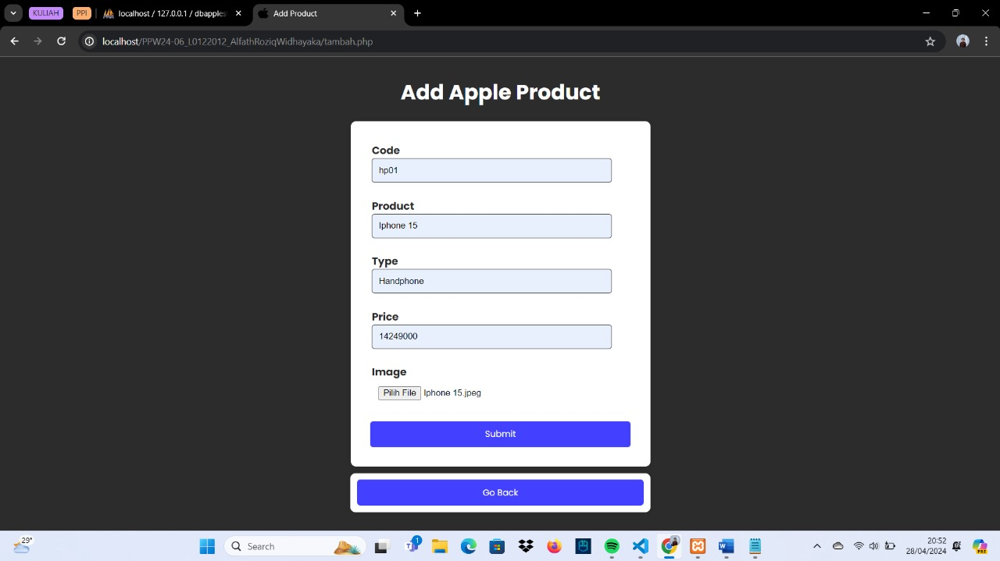 KULIAH
PPI
localhost / 127.0.0.1 / dbapples
Add Product
localhost/PPW24-06_L0122012_AlfathRoziqWidhayaka/tambah.php
Add Apple Product
Code
hp01
Product
Iphone 15
Type
Handphone
Price
14249000
Image
Pilih File Iphone 15.jpeg
Submit
Go Back
29°
Search
1
20:52
28/04/2024
PRE